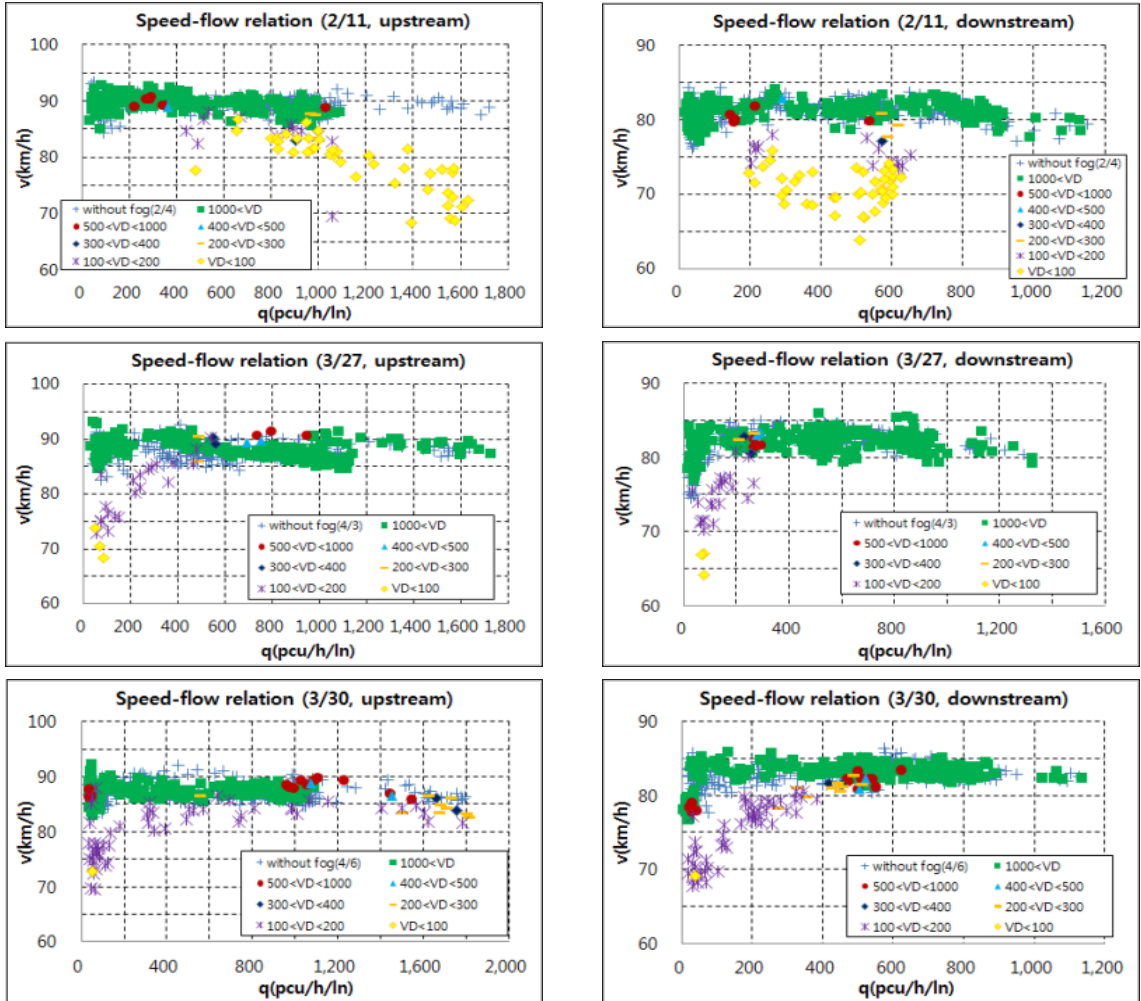 Speed-flow relation (2/11, upstream)
100
90
80
70
60
v(km/h)
without fog(2/4) 1000<VD
500<VD<1000 400<VD<500
300<VD<400 200<VD<300
100<VD<200 VD<100
0 200 400 600 800 1,000 1,200 1,400 1,600 1,800
q(pcu/h/ln)
Speed-flow relation (2/11, downstream)
90
80
70
60
v(km/h)
without fog(2/4)
1000<VD
500<VD<1000
400<VD<500
300<VD<400
200<VD<300
100<VD<200
VD<100
0 200 400 600 800 1,000 1,200
q(pcu/h/ln)
Speed-flow relation (3/27, upstream)
100
90
80
70
60
v(km/h)
without fog(4/3) 1000<VD
500<VD<1000 400<VD<500
300<VD<400 200<VD<300
100<VD<200 VD<100
0 200 400 600 800 1,000 1,200 1,400 1,600 1,800
q(pcu/h/ln)
Speed-flow relation (3/27, downstream)
90
80
70
60
v(km/h)
without fog(4/3) 1000<VD
500<VD<1000 400<VD<500
300<VD<400 200<VD<300
100<VD<200 VD<100
0 400 800 1,200 1,600
q(pcu/h/ln)
Speed-flow relation (3/30, upstream)
100
90
80
70
60
v(km/h)
without fog(4/6) 1000<VD
500<VD<1000 400<VD<500
300<VD<400 200<VD<300
100<VD<200 VD<100
0 400 800 1,200 1,600 2,000
q(pcu/h/ln)
Speed-flow relation (3/30, downstream)
90
80
70
60
v(km/h)
without fog(4/6) 1000<VD
500<VD<1000 400<VD<500
300<VD<400 200<VD<300
100<VD<200 VD<100
0 200 400 600 800 1,000 1,200
q(pcu/h/ln)